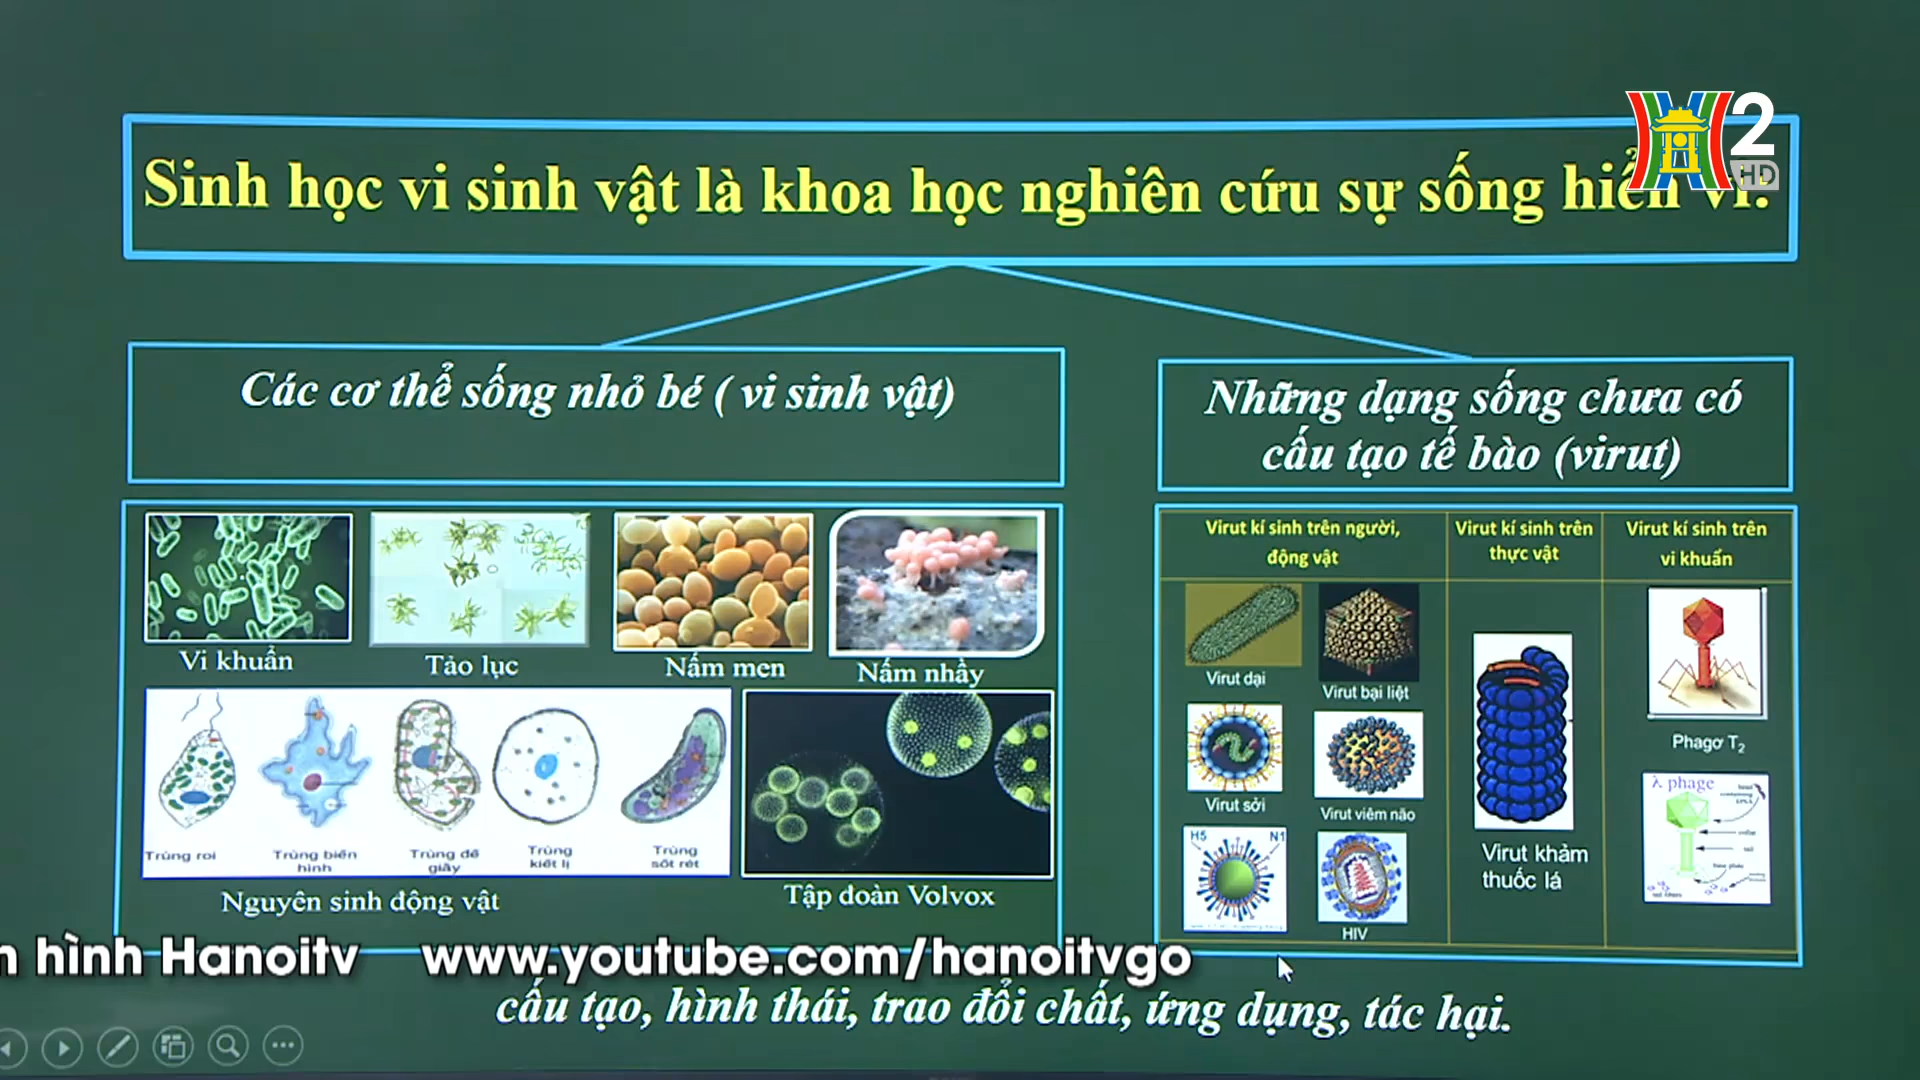 2
HD
Sinh học vi sinh vật là khoa học nghiên cứu sự sống hiển vi.
Các cơ thể sống nhỏ bé ( vi sinh vật)
Những dạng sống chưa có
cấu tạo tế bào (virut)
Vi khuẩn
Tảo lục
Nấm men
Nấm nhầy
Trùng roi
Trùng biến
hình
Trùng đế
giày
Trùng
kiết lị
Trùng
sốt rét
Nguyên sinh động vật
Tập đoàn Volvox
Virut kí sinh trên người,
động vật
Virut kí sinh trên
thực vật
Virut kí sinh trên
vi khuẩn
Virut dại
Virut bại liệt
Virut sởi
Virut viêm não
H5
N1
HIV
Virut khảm
thuốc lá
Phagơ T2
λ phage
tail
n hình Hanoitv www.youtube.com/hanoitvgo
cấu tạo, hình thái, trao đổi chất, ứng dụng, tác hại.